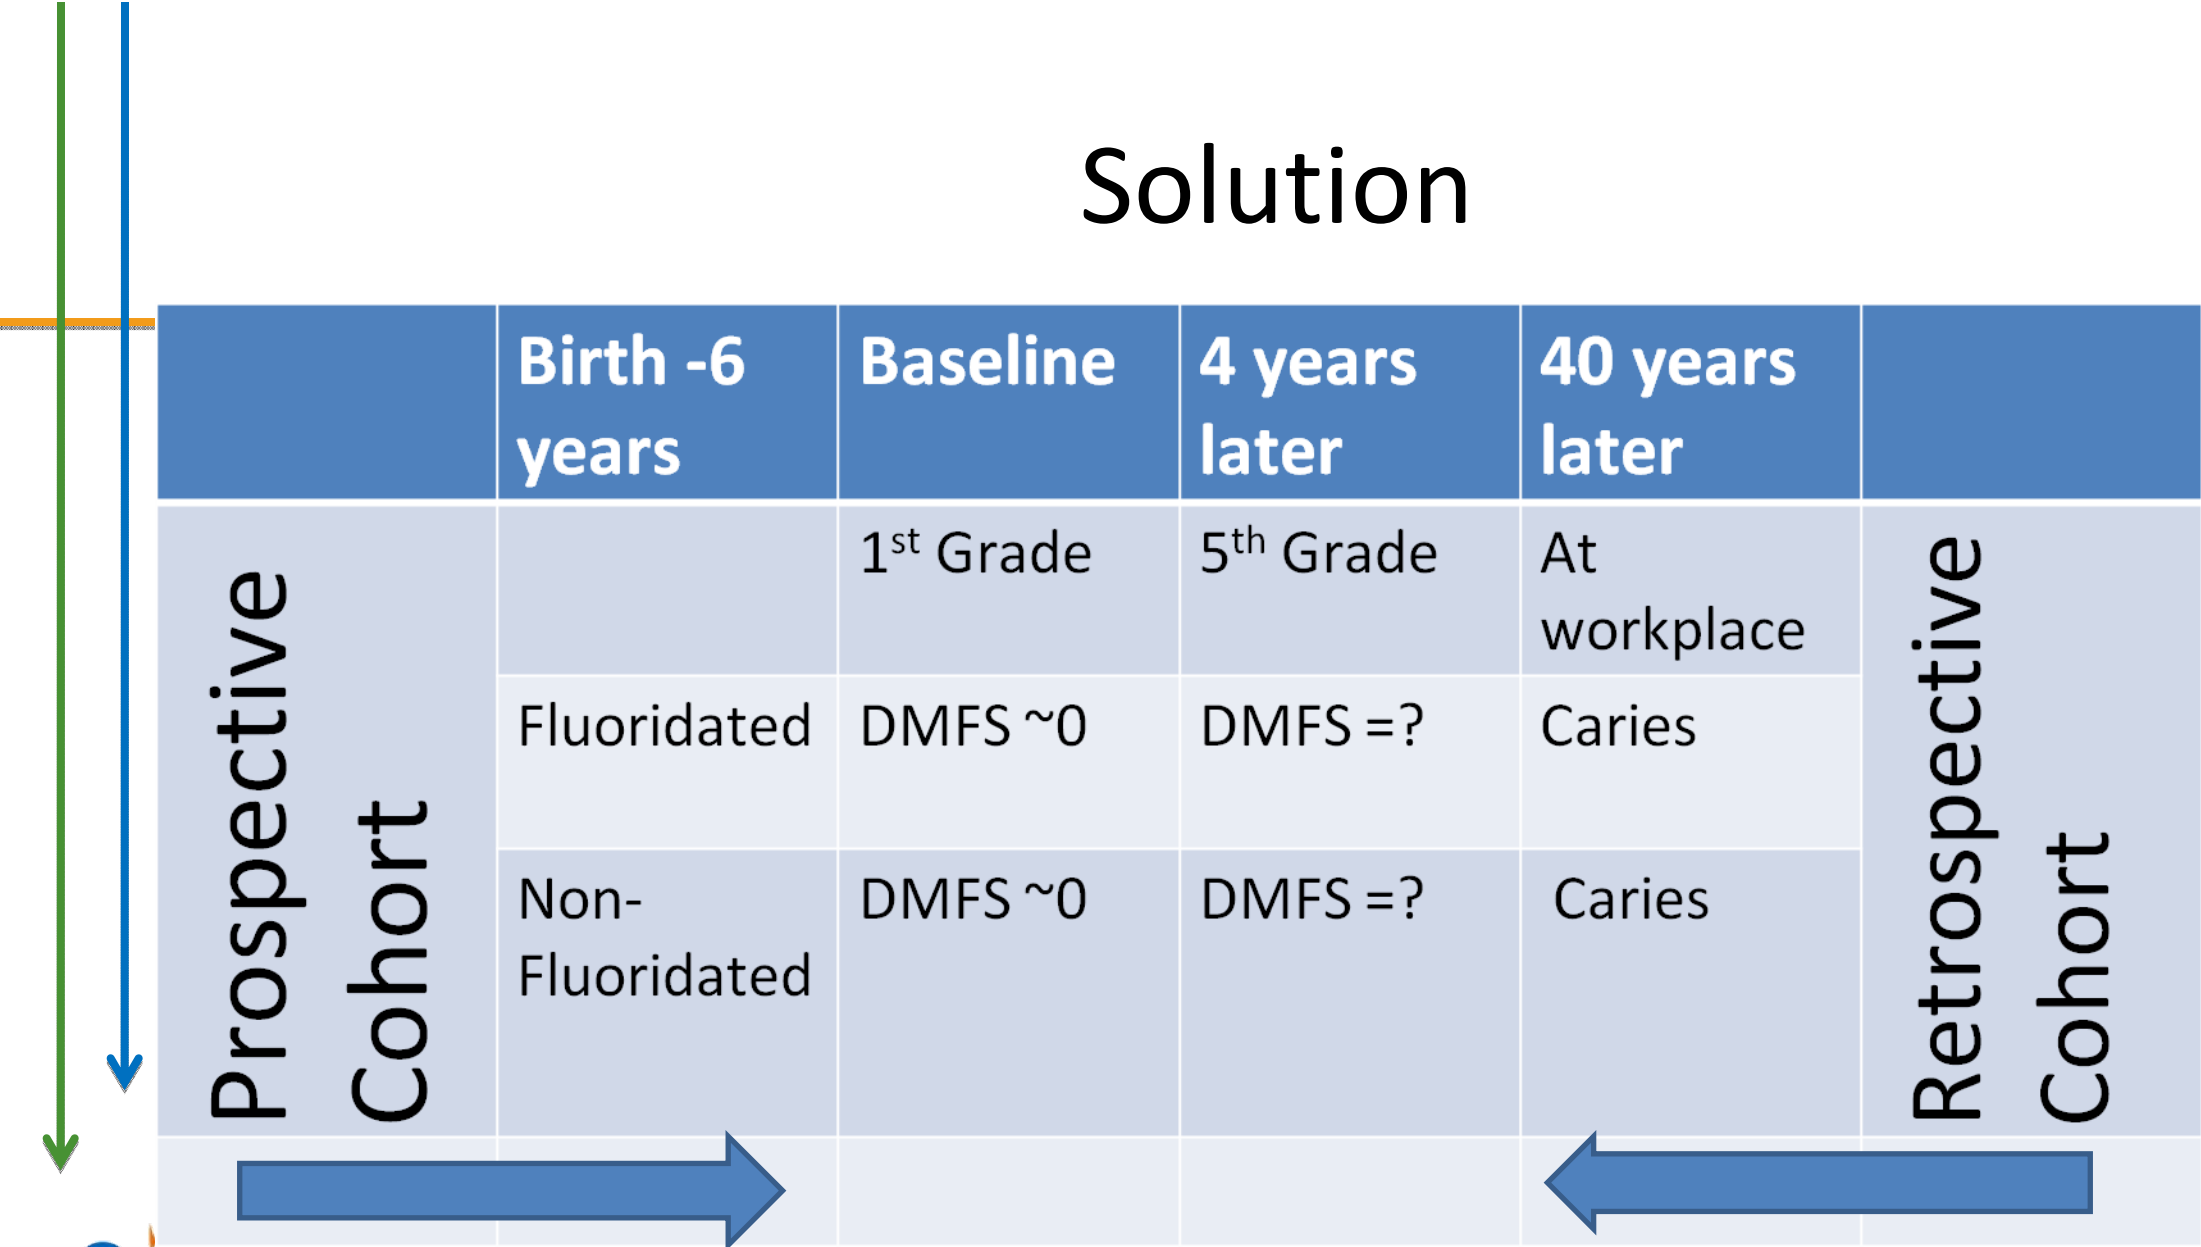 Solution
Birth -6
years
Baseline
4 years
later
40 years
later
Prospective
Cohort
1st Grade
5th Grade
At
workplace
Retrospective
Cohort
Fluoridated
DMFS ~0
DMFS =?
Caries
Non-
Fluoridated
DMFS ~0
DMFS =?
Caries